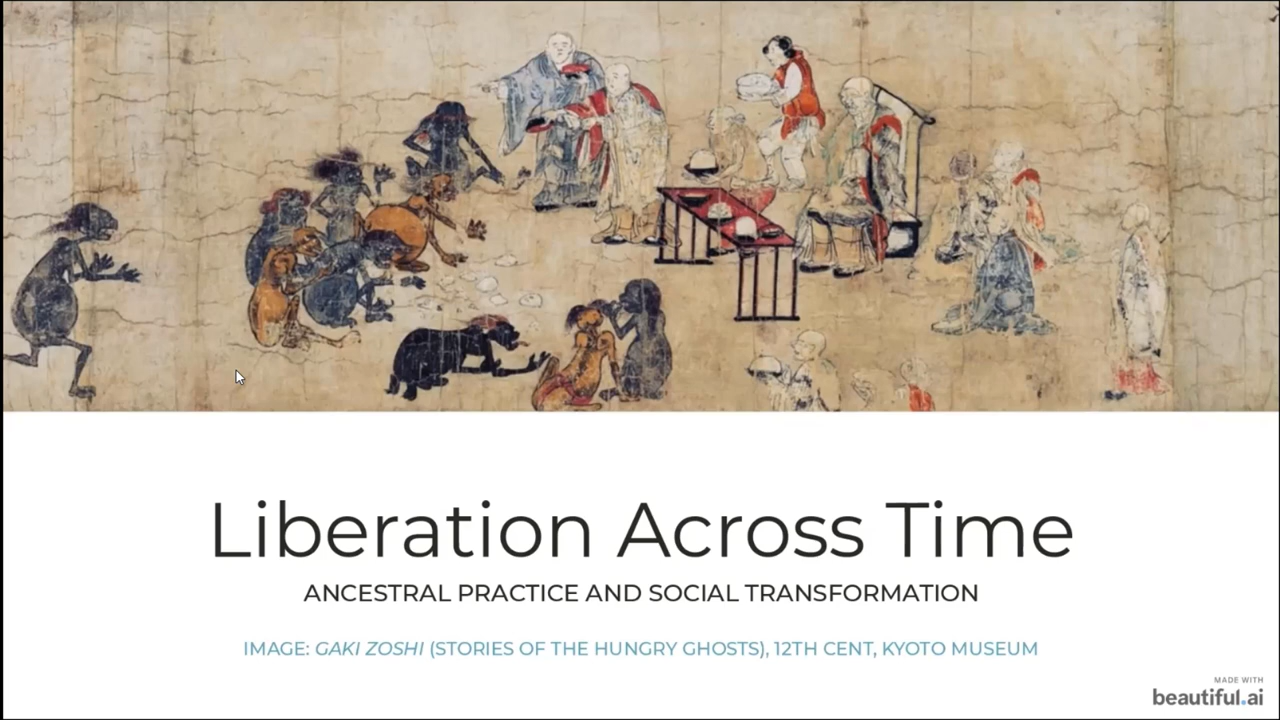 Liberation Across Time
ANCESTRAL PRACTICE AND SOCIAL TRANSFORMATION
IMAGE: GAKI ZOSHI (STORIES OF THE HUNGRY GHOSTS), 12TH CENT, KYOTO MUSEUM
MADE WITH
beautiful.ai